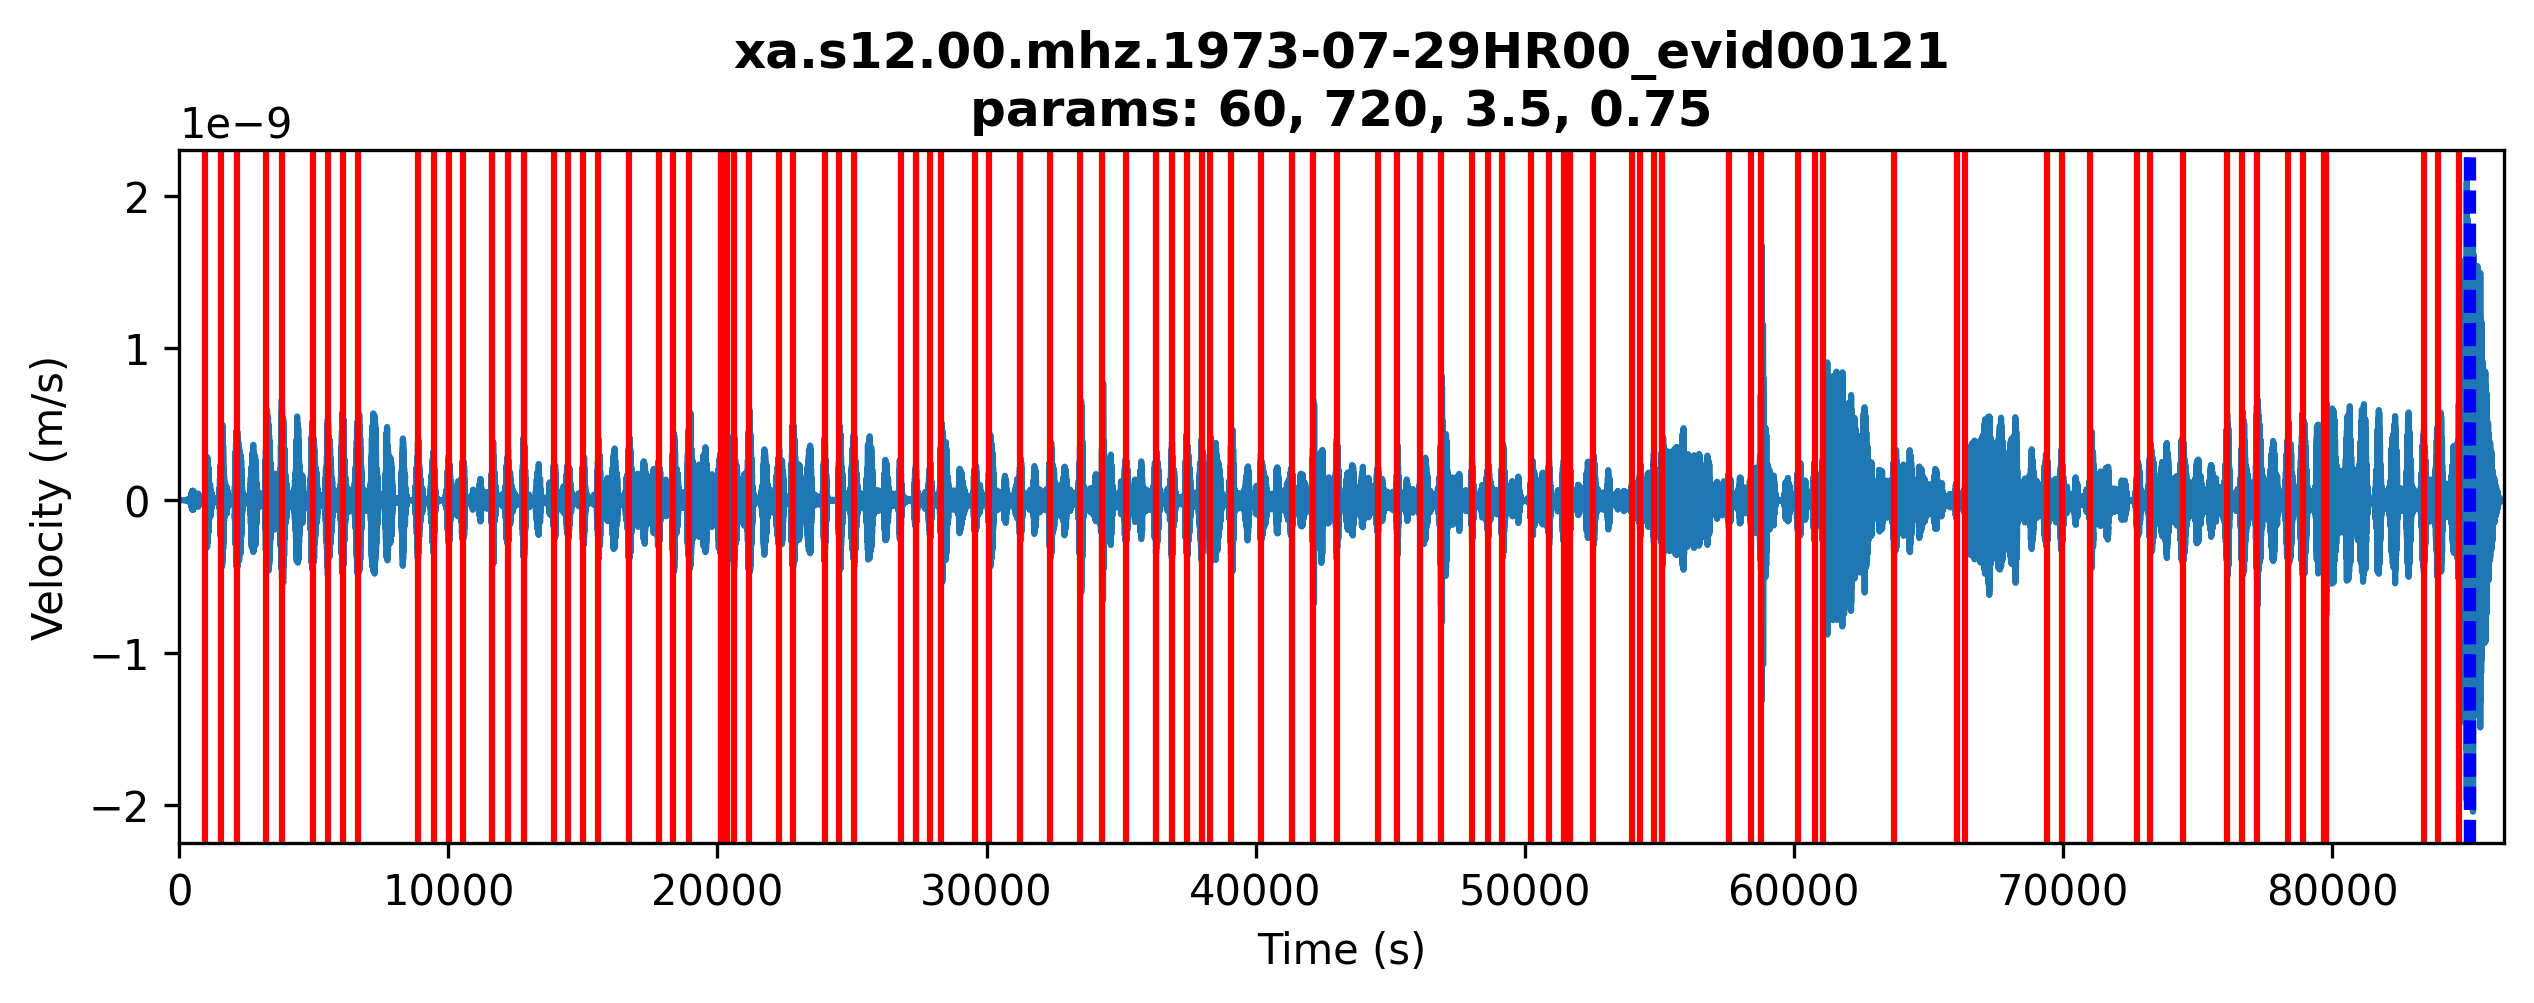 xa.s12.00.mhz.1973-07-29HR00_evid00121
params: 60, 720, 3.5, 0.75
1e−9
2
1
0
−1
−2
Velocity (m/s)
0 10000 20000 30000 40000 50000 60000 70000 80000
Time (s)